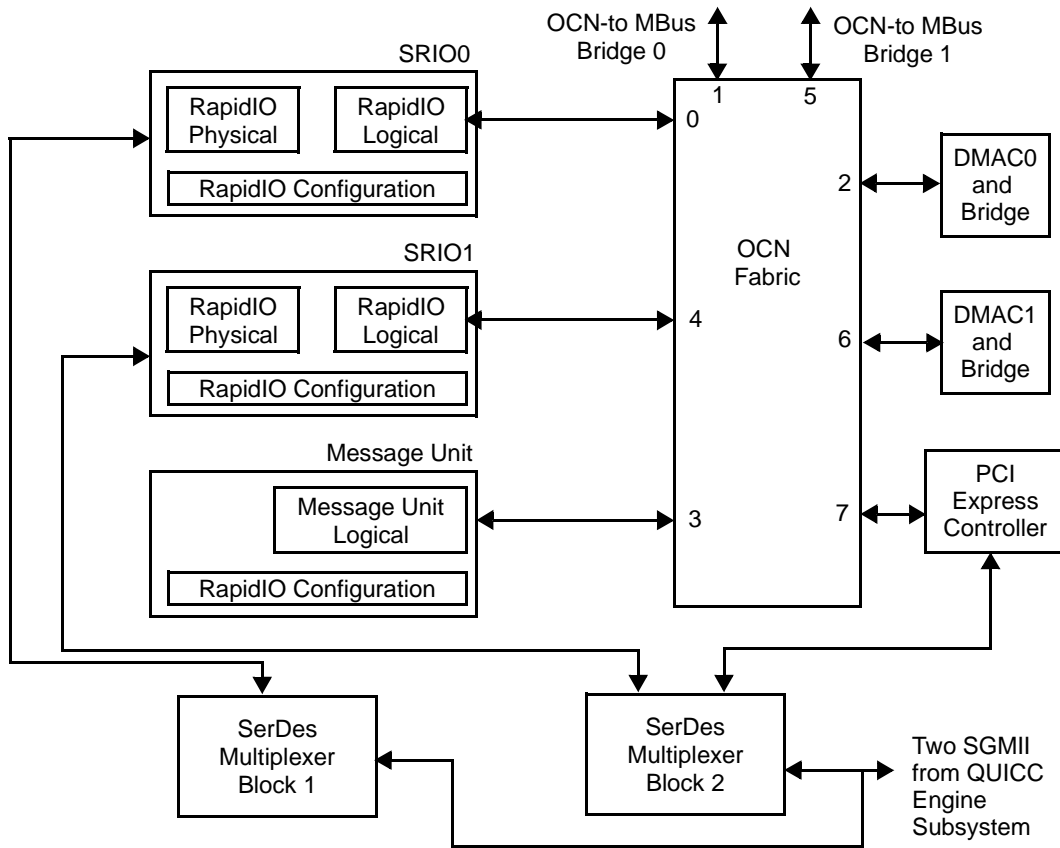 OCN-to MBus
Bridge 0
OCN-to MBus
Bridge 1
SRIO0
RapidIO
Physical
RapidIO
Logical
RapidIO Configuration
SRIO1
RapidIO
Physical
RapidIO
Logical
RapidIO Configuration
Message Unit
Message Unit
Logical
RapidIO Configuration
1
5
0
2
OCN
Fabric
4
6
3
7
DMAC0
and
Bridge
DMAC1
and
Bridge
PCI
Express
Controller
SerDes
Multiplexer
Block 1
SerDes
Multiplexer
Block 2
Two SGMII
from QUICC
Engine
Subsystem